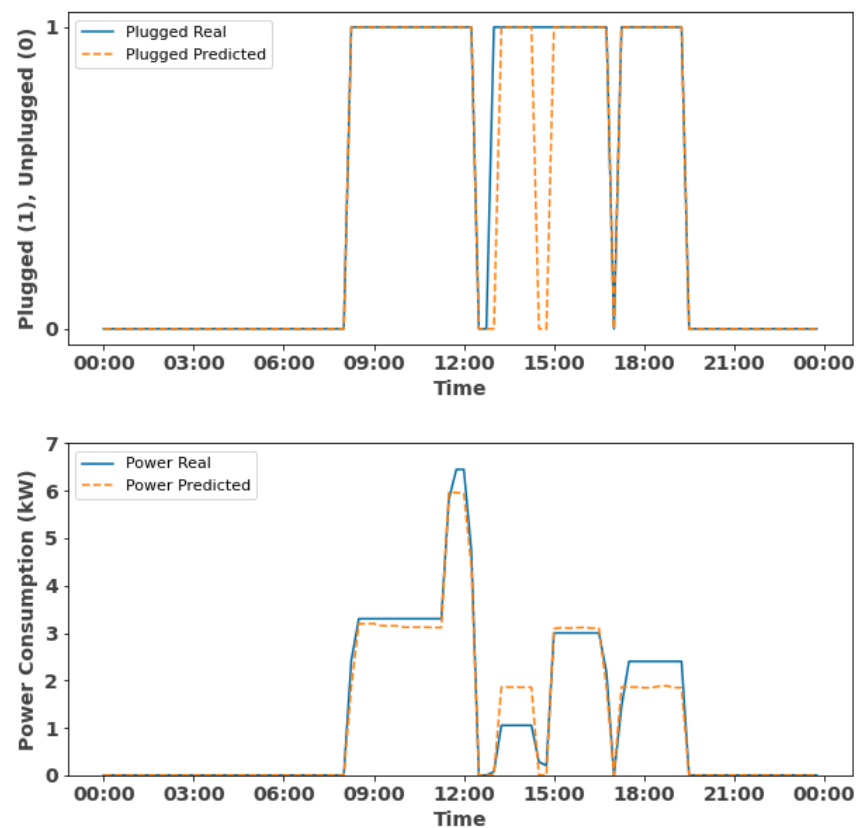 Plugged (1), Unplugged (0)
1
0
Plugged Real
Plugged Predicted
00:00 03:00 06:00 09:00 12:00 15:00 18:00 21:00 00:00
Time
Power Consumption (kW)
7
6
5
4
3
2
1
0
Power Real
Power Predicted
00:00 03:00 06:00 09:00 12:00 15:00 18:00 21:00 00:00
Time